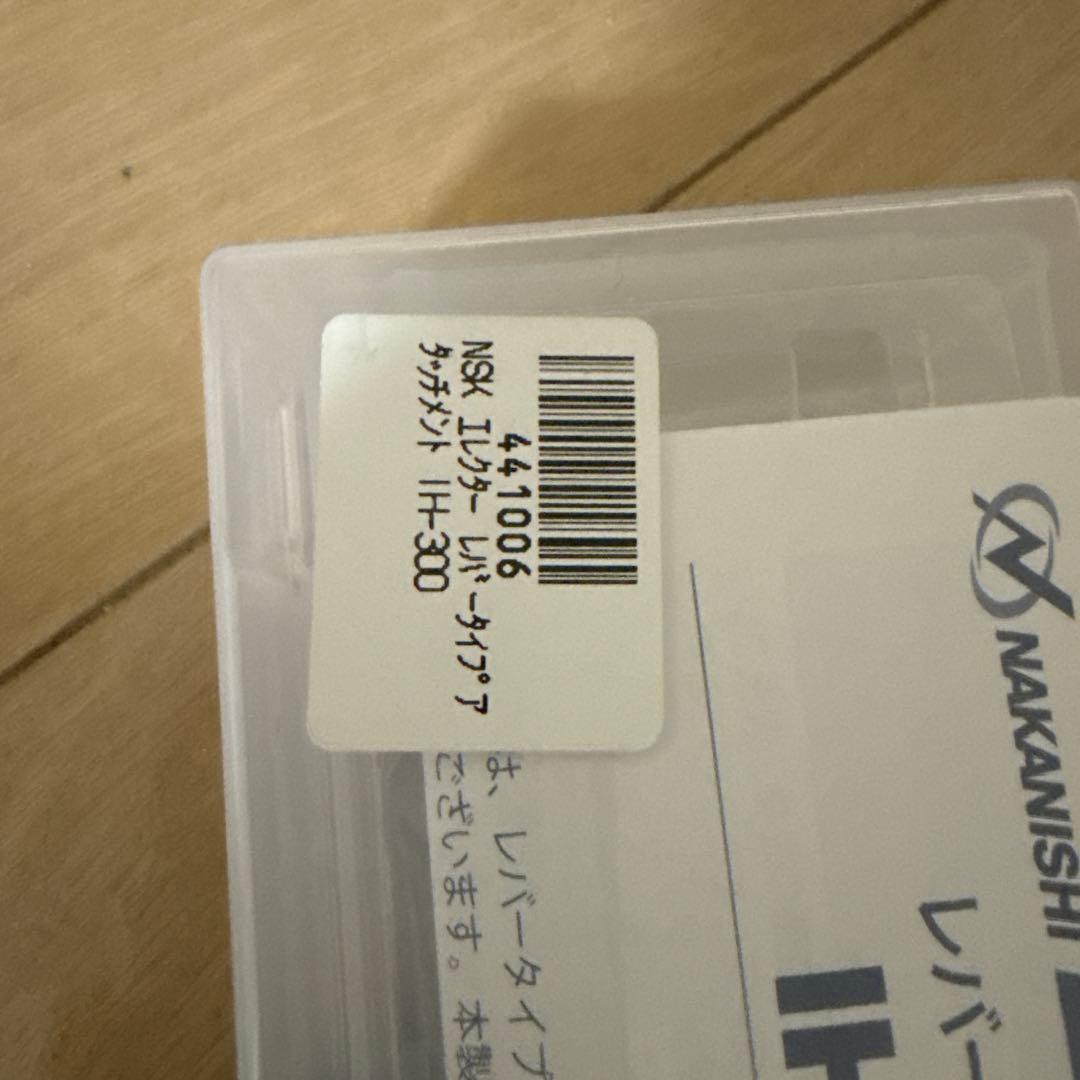 441006
NSK エレクター レバータイプ ア
タッチメント IH-300
NAKANISHI
レバー
IH
は、レバータイプ
ございます。本製